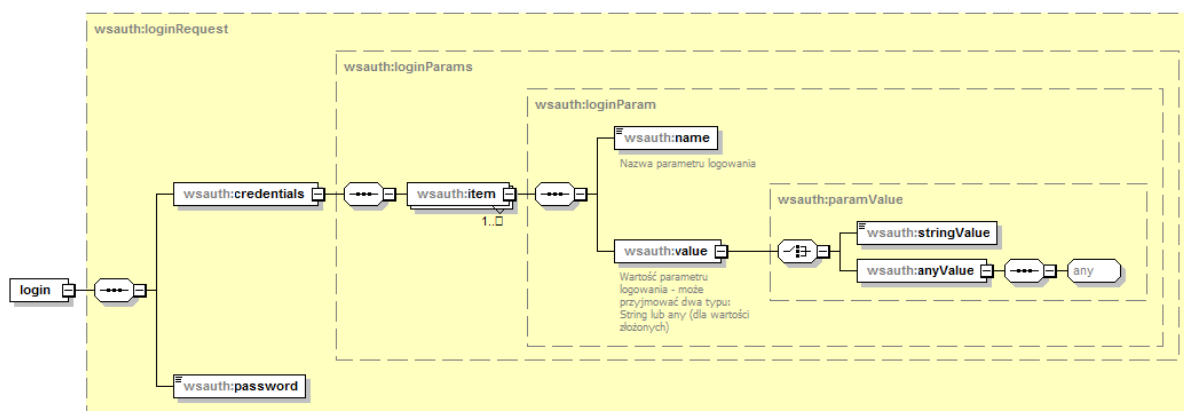 wsauth:loginRequest
wsauth:loginParams
wsauth:loginParam
wsauth:name
Nazwa parametru logowania
wsauth:credentials
wsauth:item
1..□
wsauth:paramValue
wsauth:stringValue
wsauth:value
wsauth:anyValue
any
Wartość parametru
logowania - może
przyjmować dwa typu:
String lub any (dla wartości
złożonych)
login
wsauth:password